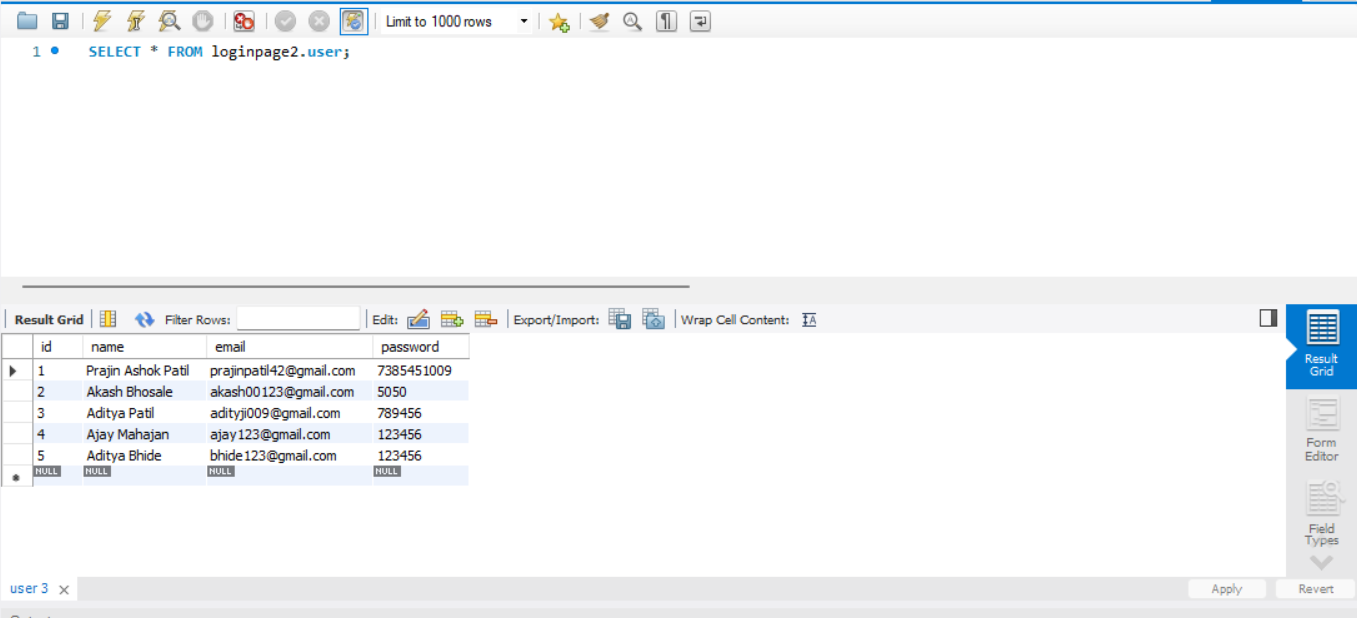 Limit to 1000 rows
1 SELECT * FROM loginpage2.user;
Result Grid Filter Rows: Edit: Export/Import: Wrap Cell Content:
id name email password
1 Prajin Ashok Patil prajinpatil42@gmail.com 7385451009
2 Akash Bhosale akash00123@gmail.com 5050
3 Aditya Patil adityji009@gmail.com 789456
4 Ajay Mahajan ajay123@gmail.com 123456
5 Aditya Bhide bhide123@gmail.com 123456
NULL NULL NULL NULL
Result
Grid
Form
Editor
Field
Types
user 3 Apply Revert